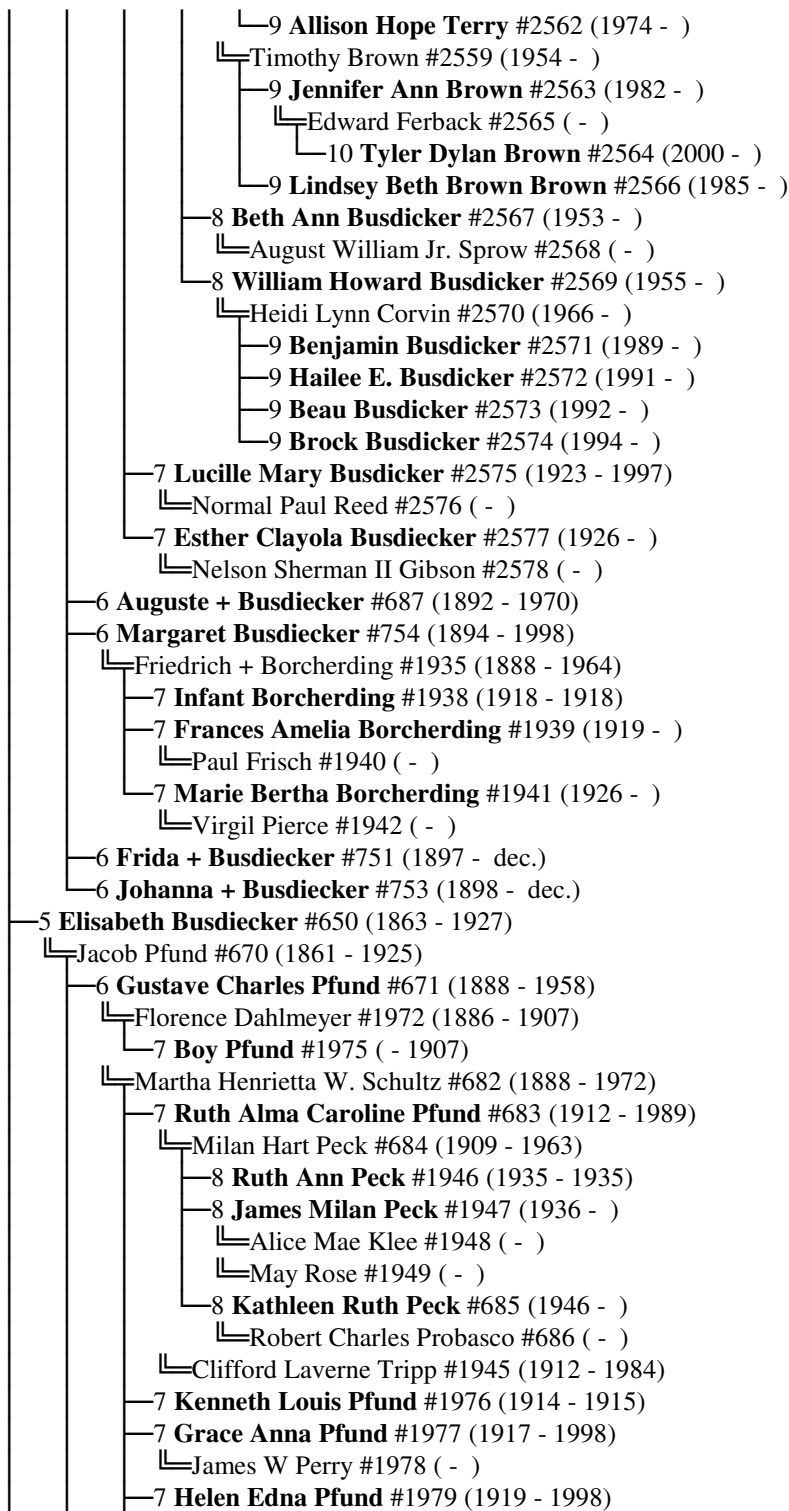 9 Allison Hope Terry #2562 (1974 - )
Timothy Brown #2559 (1954 - )
9 Jennifer Ann Brown #2563 (1982 - )
Edward Ferback #2565 ( - )
10 Tyler Dylan Brown #2564 (2000 - )
9 Lindsey Beth Brown Brown #2566 (1985 - )
8 Beth Ann Busdicker #2567 (1953 - )
August William Jr. Sprow #2568 ( - )
8 William Howard Busdicker #2569 (1955 - )
Heidi Lynn Corvin #2570 (1966 - )
9 Benjamin Busdicker #2571 (1989 - )
9 Hailee E. Busdicker #2572 (1991 - )
9 Beau Busdicker #2573 (1992 - )
9 Brock Busdicker #2574 (1994 - )
7 Lucille Mary Busdicker #2575 (1923 - 1997)
Normal Paul Reed #2576 ( - )
7 Esther Clayola Busdiecker #2577 (1926 - )
Nelson Sherman II Gibson #2578 ( - )
6 Auguste + Busdiecker #687 (1892 - 1970)
6 Margaret Busdiecker #754 (1894 - 1998)
Friedrich + Borcherding #1935 (1888 - 1964)
7 Infant Borcherding #1938 (1918 - 1918)
7 Frances Amelia Borcherding #1939 (1919 - )
Paul Frisch #1940 ( - )
7 Marie Bertha Borcherding #1941 (1926 - )
Virgil Pierce #1942 ( - )
6 Frida + Busdiecker #751 (1897 - dec.)
6 Johanna + Busdiecker #753 (1898 - dec.)
5 Elisabeth Busdiecker #650 (1863 - 1927)
Jacob Pfund #670 (1861 - 1925)
6 Gustave Charles Pfund #671 (1888 - 1958)
Florence Dahlmeyer #1972 (1886 - 1907)
7 Boy Pfund #1975 ( - 1907)
Martha Henrietta W. Schultz #682 (1888 - 1972)
7 Ruth Alma Caroline Pfund #683 (1912 - 1989)
Milan Hart Peck #684 (1909 - 1963)
8 Ruth Ann Peck #1946 (1935 - 1935)
8 James Milan Peck #1947 (1936 - )
Alice Mae Klee #1948 ( - )
May Rose #1949 ( - )
8 Kathleen Ruth Peck #685 (1946 - )
Robert Charles Probasco #686 ( - )
Clifford Laverne Tripp #1945 (1912 - 1984)
7 Kenneth Louis Pfund #1976 (1914 - 1915)
7 Grace Anna Pfund #1977 (1917 - 1998)
James W Perry #1978 ( - )
7 Helen Edna Pfund #1979 (1919 - 1998)